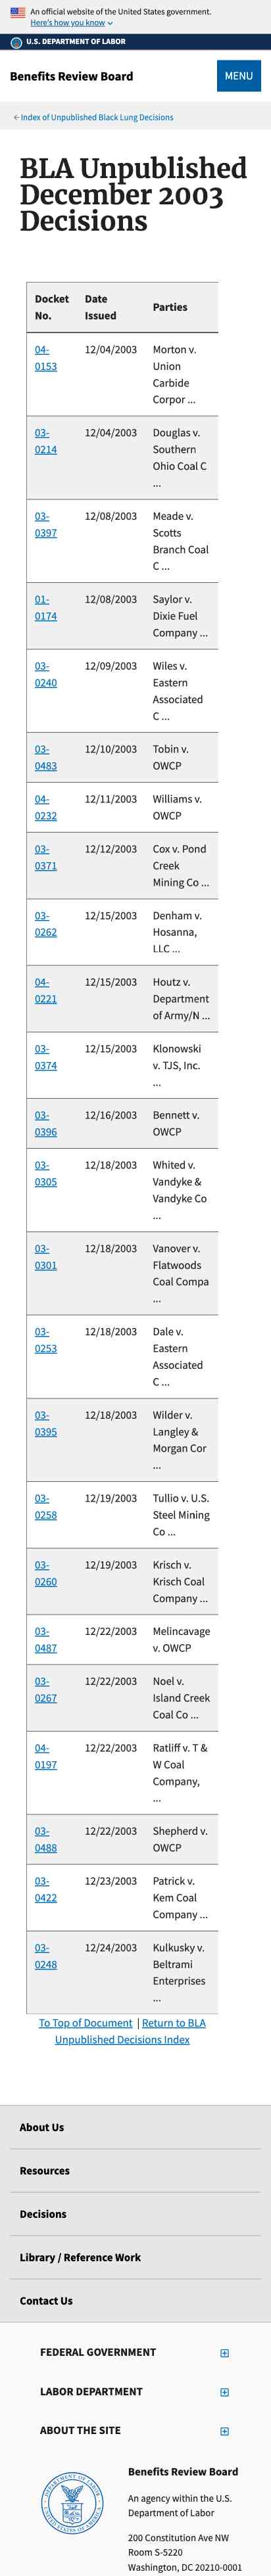 An official website of the United States government.
Here's how you know
U.S. DEPARTMENT OF LABOR
Benefits Review Board
MENU
Index of Unpublished Black Lung Decisions
BLA Unpublished
December 2003
Decisions
Docket No. Date Issued Parties
04-0153 12/04/2003 Morton v. Union Carbide Corpor ...
03-0214 12/04/2003 Douglas v. Southern Ohio Coal C ...
03-0397 12/08/2003 Meade v. Scotts Branch Coal C ...
01-0174 12/08/2003 Saylor v. Dixie Fuel Company ...
03-0240 12/09/2003 Wiles v. Eastern Associated C ...
03-0483 12/10/2003 Tobin v. OWCP
04-0232 12/11/2003 Williams v. OWCP
03-0371 12/12/2003 Cox v. Pond Creek Mining Co ...
03-0262 12/15/2003 Denham v. Hosanna, LLC ...
04-0221 12/15/2003 Houtz v. Department of Army/N ...
03-0374 12/15/2003 Klonowski v. TJS, Inc. ...
03-0396 12/16/2003 Bennett v. OWCP
03-0305 12/18/2003 Whited v. Vandyke & Vandyke Co ...
03-0301 12/18/2003 Vanover v. Flatwoods Coal Compa ...
03-0253 12/18/2003 Dale v. Eastern Associated C ...
03-0395 12/18/2003 Wilder v. Langley & Morgan Cor ...
03-0258 12/19/2003 Tullio v. U.S. Steel Mining Co ...
03-0260 12/19/2003 Krisch v. Krisch Coal Company ...
03-0487 12/22/2003 Melincavage v. OWCP
03-0267 12/22/2003 Noel v. Island Creek Coal Co ...
04-0197 12/22/2003 Ratliff v. T & W Coal Company, ...
03-0488 12/22/2003 Shepherd v. OWCP
03-0422 12/23/2003 Patrick v. Kem Coal Company ...
03-0248 12/24/2003 Kulkusky v. Beltrami Enterprises ...
To Top of Document | Return to BLA
Unpublished Decisions Index
About Us
Resources
Decisions
Library / Reference Work
Contact Us
FEDERAL GOVERNMENT
LABOR DEPARTMENT
ABOUT THE SITE
Benefits Review Board
An agency within the U.S.
Department of Labor
200 Constitution Ave NW
Room S-5220
Washington, DC 20210-0001